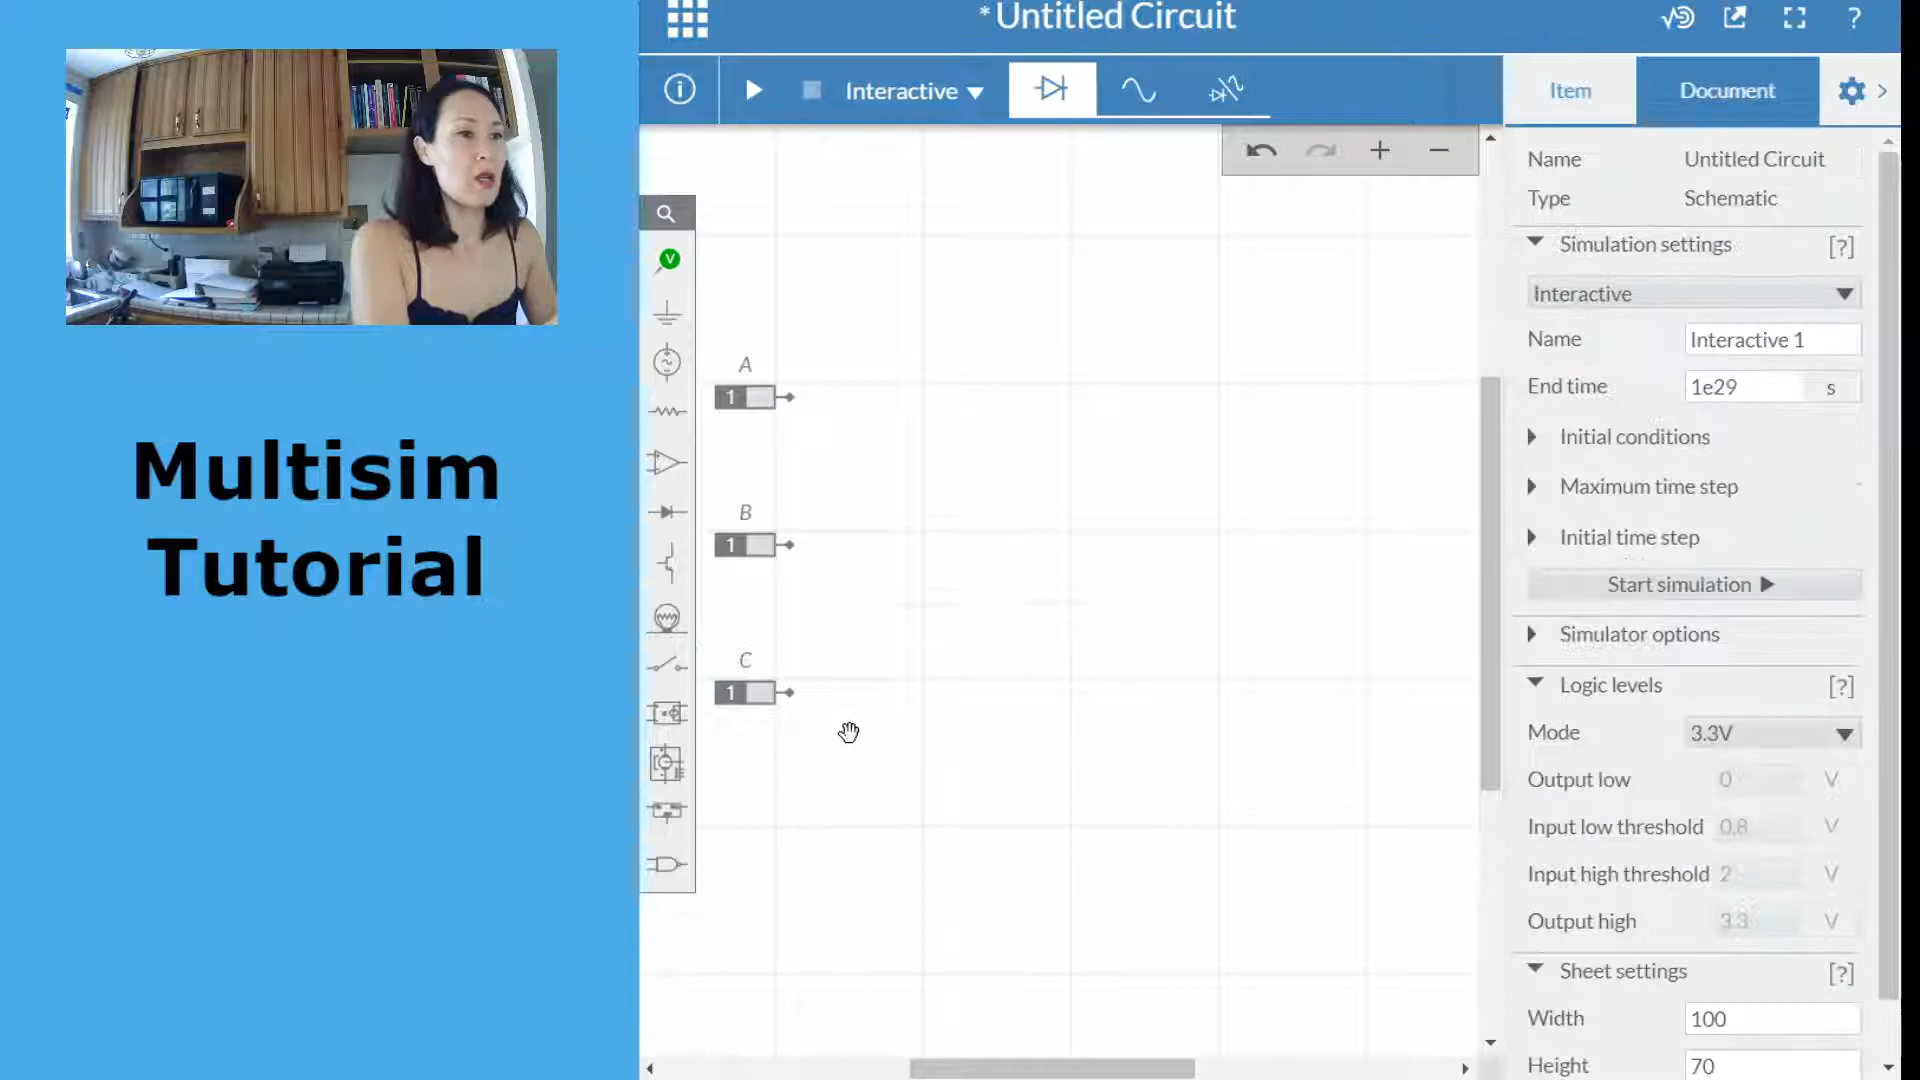 *Untitled Circuit
?
Interactive
Item
Document
Name Untitled Circuit
Type Schematic
V
Simulation settings [?]
Interactive
Name Interactive 1
End time 1e29 s
Initial conditions
Maximum time step
Initial time step
Start simulation
Simulator options
Logic levels [?]
Mode 3.3V
Output low 0 V
Input low threshold 0.8 V
Input high threshold 2 V
Output high 3.3 V
Sheet settings [?]
Width 100
Height 70
A
1
B
1
C
1
Multisim
Tutorial